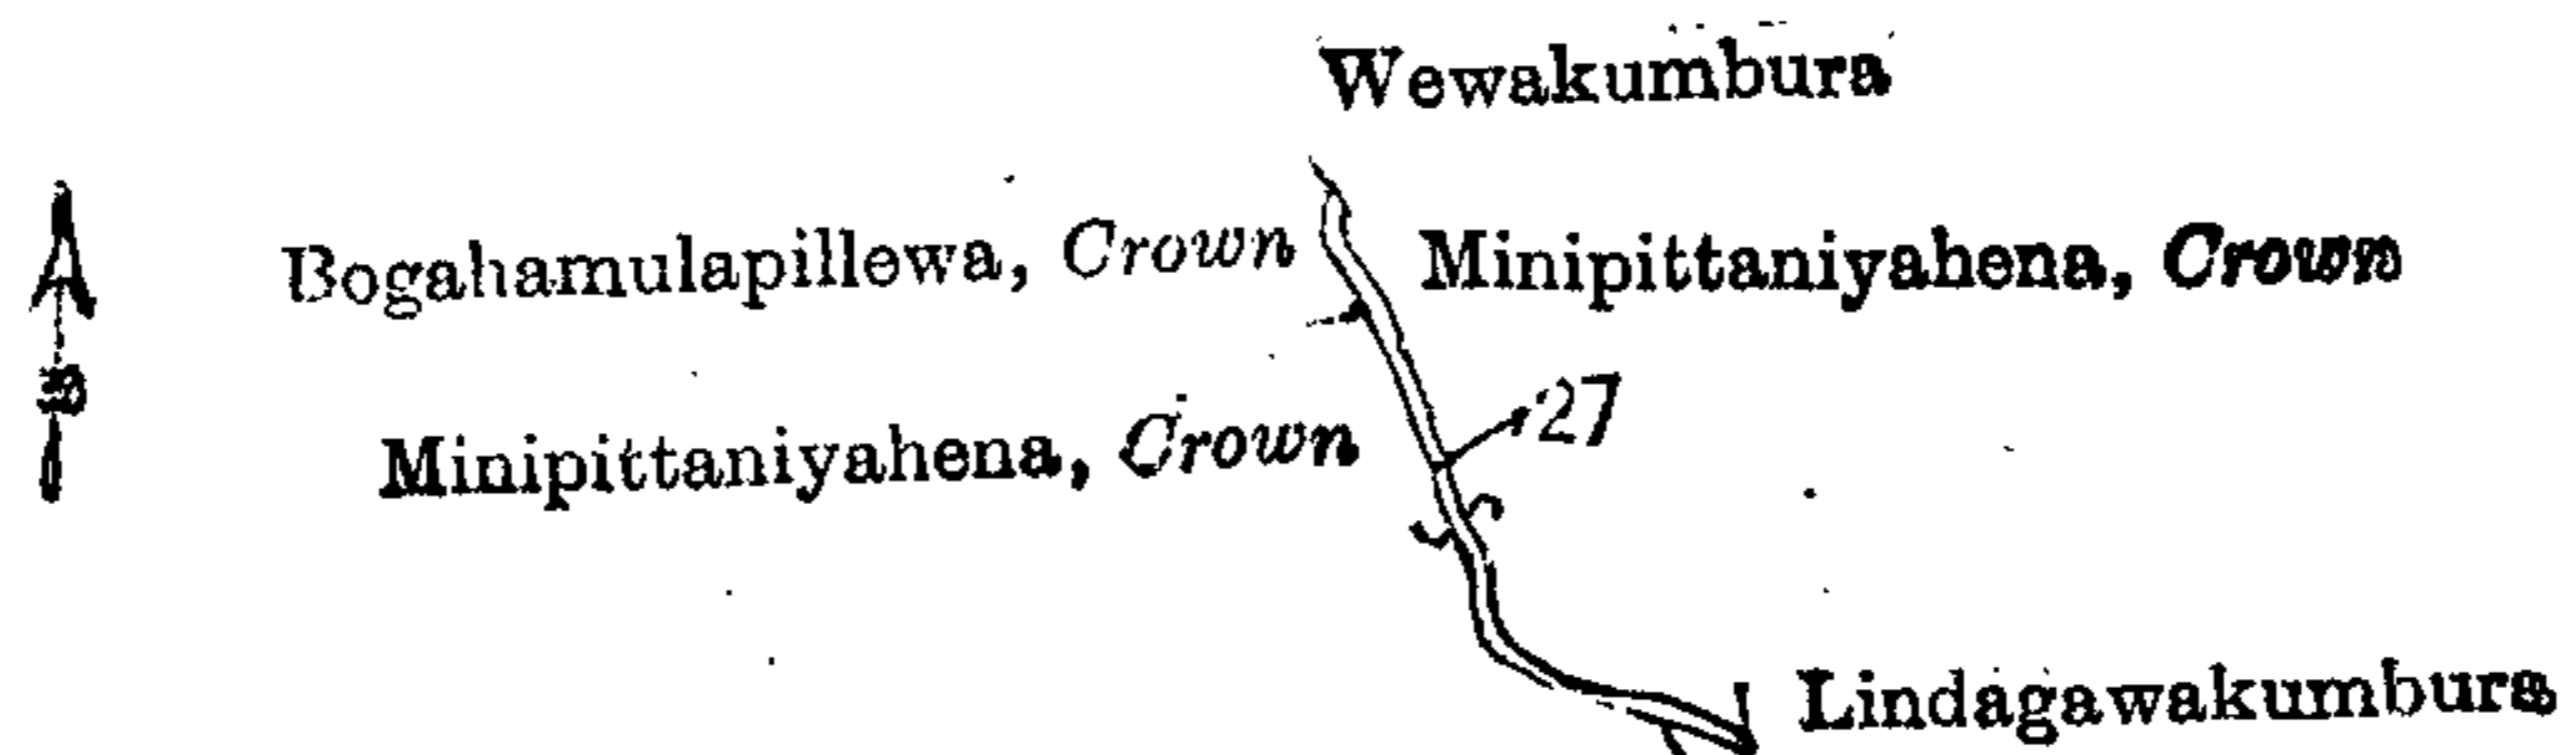 Wewakumbura
Bogahamulapillewa, Crown
Minipittaniyahena, Crown
Minipittaniyahena, Crown
27
Lindagawakumbura